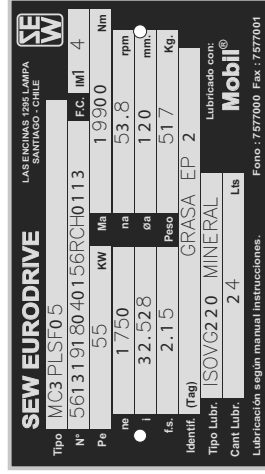 SEW EURODRIVE
LAS ENCINAS 1295 LAMPA
SANTIAGO - CHILE
SEW
Tipo MC3PLSF05
N° 561319180401 56RCH0113 F.C. IM1 4
Pe 55 KW Ma 19900 Nm
ne 1750 na 53.8 rpm
i 32.528 øa 120 mm.
f.s. 2.15 Peso 517 Kg.
Identif. (Tag) GRASA EP 2
Tipo Lubr. ISOVG220 MINERAL
Cant Lubr. 24 Lts
Lubricado con:
Mobil®
Lubricación según manual instrucciones. Fono : 7577000 Fax : 7577001